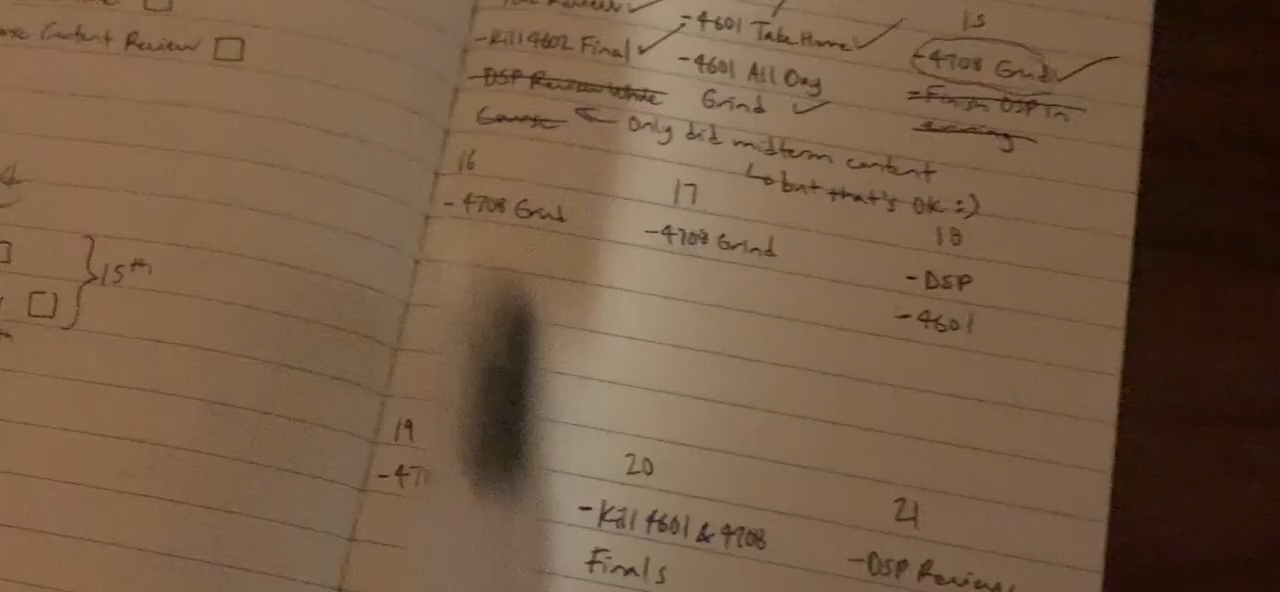 Content Review
15th
- Kill 4602 Final ✓
- DSP Review
- 4601 Take Home ✓
- 4601 All Day
Grind ✓
Only did midterm content
↳ but that's ok :)
15
- 4708 Grind ✓
- Finish DSP in
evening
16
- 4708 Grind
17
- 4708 Grind
18
- DSP
- 4601
19
- 47
20
- Kill 4601 & 4708
Finals
21
- DSP Review